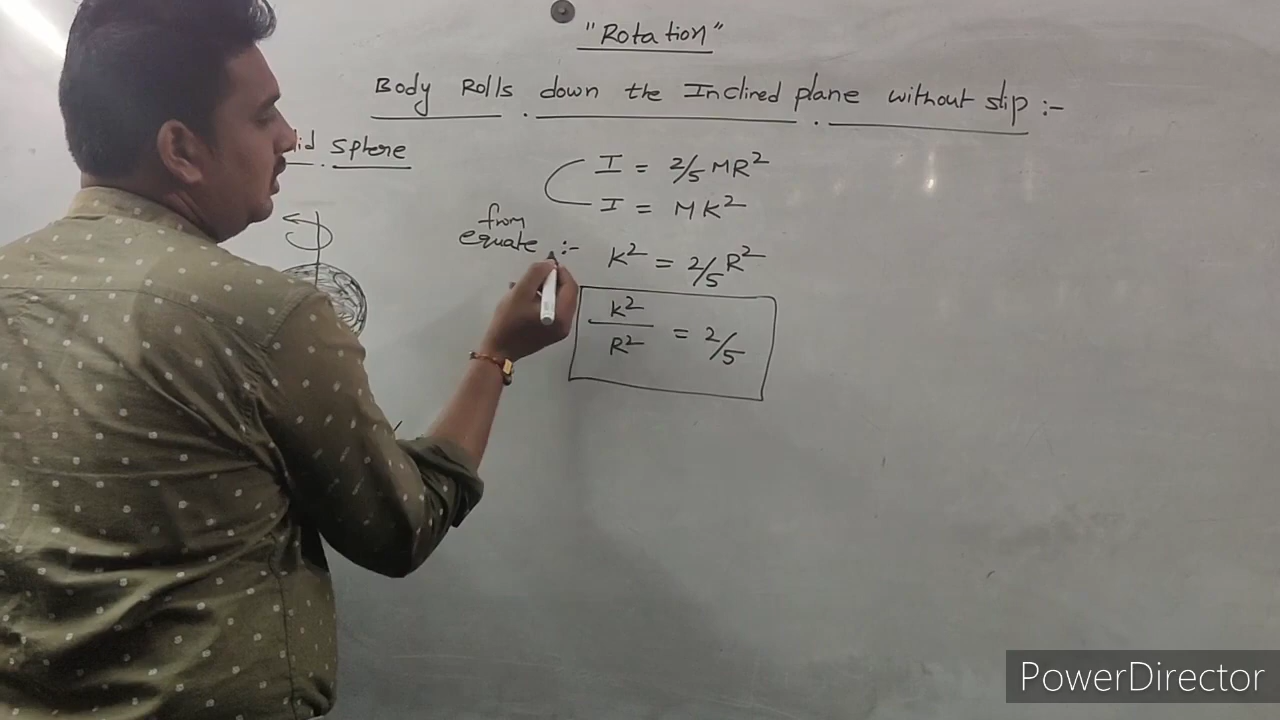 "Rotation"
Body Rolls down the Inclined plane without slip :-
id sphere
I = 2/5 MR²
I = MK²
from
equate :-
K² = 2/5 R²
K²
R²
= 2/5
PowerDirector